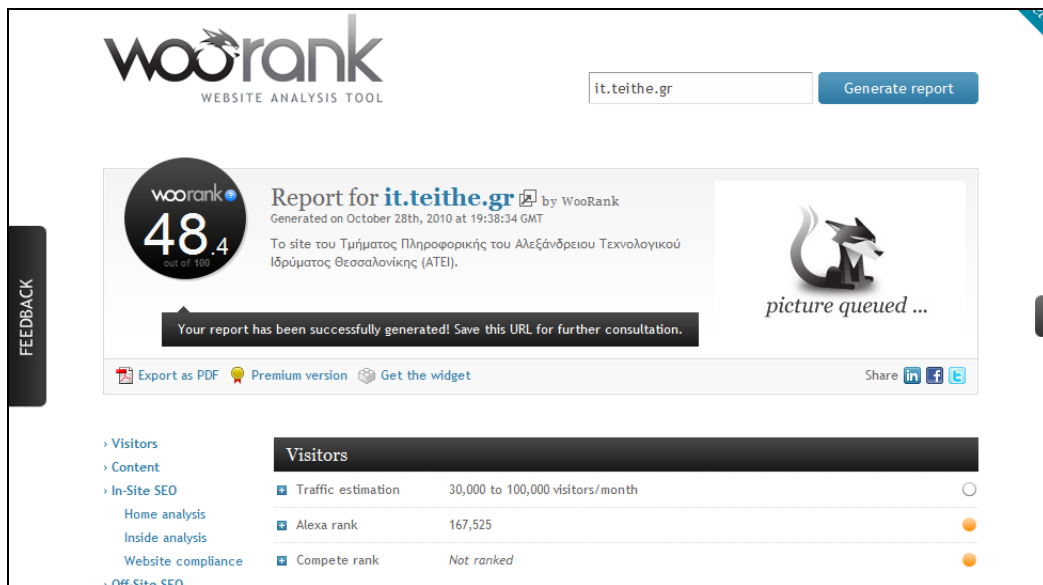 woorank
WEBSITE ANALYSIS TOOL
it.teithe.gr
Generate report
woorank ?
48.4
out of 100
Report for it.teithe.gr by WooRank
Generated on October 28th, 2010 at 19:38:34 GMT
Το site του Τμήματος Πληροφορικής του Αλεξάνδρειου Τεχνολογικού
Ιδρύματος Θεσσαλονίκης (ΑΤΕΙ).
picture queued ...
Your report has been successfully generated! Save this URL for further consultation.
FEEDBACK
Export as PDF Premium version Get the widget
Share
› Visitors
› Content
› In-Site SEO
Home analysis
Inside analysis
Website compliance
› Off-Site SEO
Visitors
Traffic estimation 30,000 to 100,000 visitors/month
Alexa rank 167,525
Compete rank Not ranked